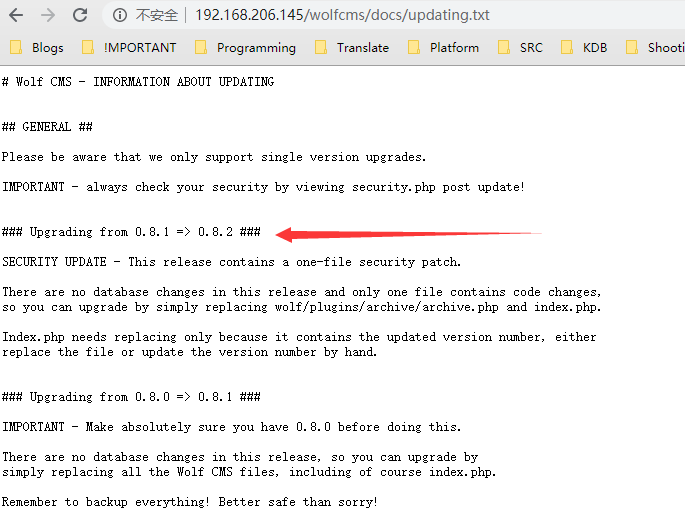 不安全 192.168.206.145/wolfcms/docs/updating.txt
Blogs !MPORTANT Programming Translate Platform SRC KDB Shooti
# Wolf CMS - INFORMATION ABOUT UPDATING
## GENERAL ##
Please be aware that we only support single version upgrades.
IMPORTANT - always check your security by viewing security.php post update!
### Upgrading from 0.8.1 => 0.8.2 ###
SECURITY UPDATE - This release contains a one-file security patch.
There are no database changes in this release and only one file contains code changes,
so you can upgrade by simply replacing wolf/plugins/archive/archive.php and index.php.
Index.php needs replacing only because it contains the updated version number, either
replace the file or update the version number by hand.
### Upgrading from 0.8.0 => 0.8.1 ###
IMPORTANT - Make absolutely sure you have 0.8.0 before doing this.
There are no database changes in this release, so you can upgrade by
simply replacing all the Wolf CMS files, including of course index.php.
Remember to backup everything! Better safe than sorry!